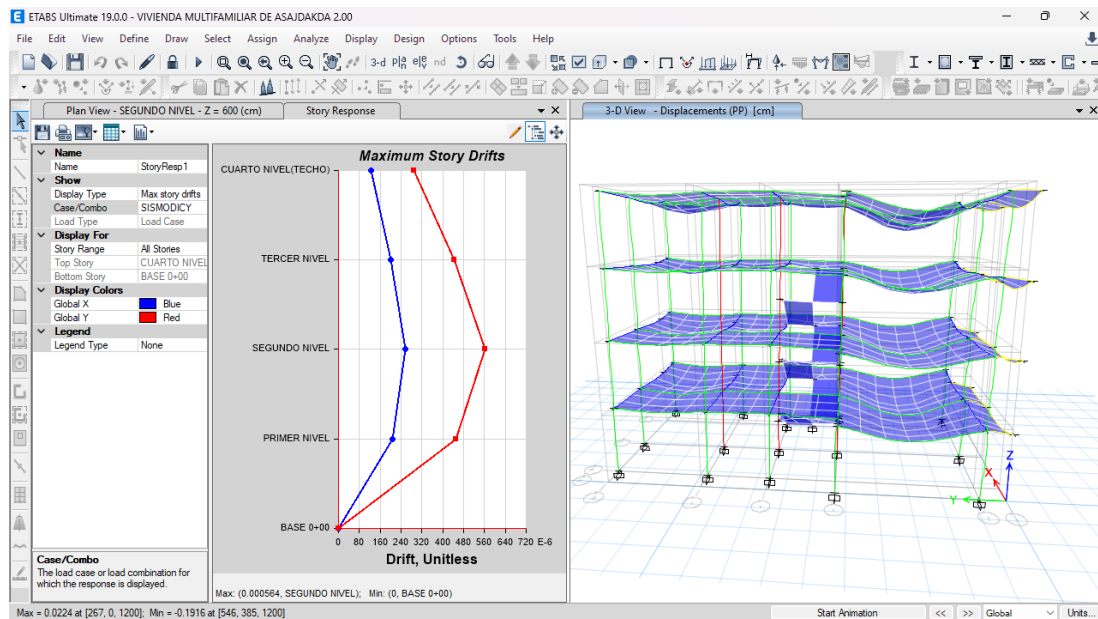 ETABS Ultimate 19.0.0 - VIVIENDA MULTIFAMILIAR DE ASAJDAKDA 2.00
File Edit View Define Draw Select Assign Analyze Display Design Options Tools Help
3-d
nd
Plan View - SEGUNDO NIVEL - Z = 600 (cm)
Story Response
3-D View - Displacements (PP) [cm]
Name
Name StoryResp1
Show
Display Type Max story drifts
Case/Combo SISMODICY
Load Type Load Case
Display For
Story Range All Stories
Top Story CUARTO NIVEL
Bottom Story BASE 0+00
Display Colors
Global X Blue
Global Y Red
Legend
Legend Type None
Case/Combo
The load case or load combination for
which the response is displayed.
Maximum Story Drifts
CUARTO NIVEL(TECHO)
TERCER NIVEL
SEGUNDO NIVEL
PRIMER NIVEL
BASE 0+00
0 80 160 240 320 400 480 560 640 720 E-6
Drift, Unitless
Max: (0.000564, SEGUNDO NIVEL); Min: (0, BASE 0+00)
Z
X
Y
Max = 0.0224 at [267, 0, 1200]; Min = -0.1916 at [546, 385, 1200]
Start Animation
<< >> Global Units...